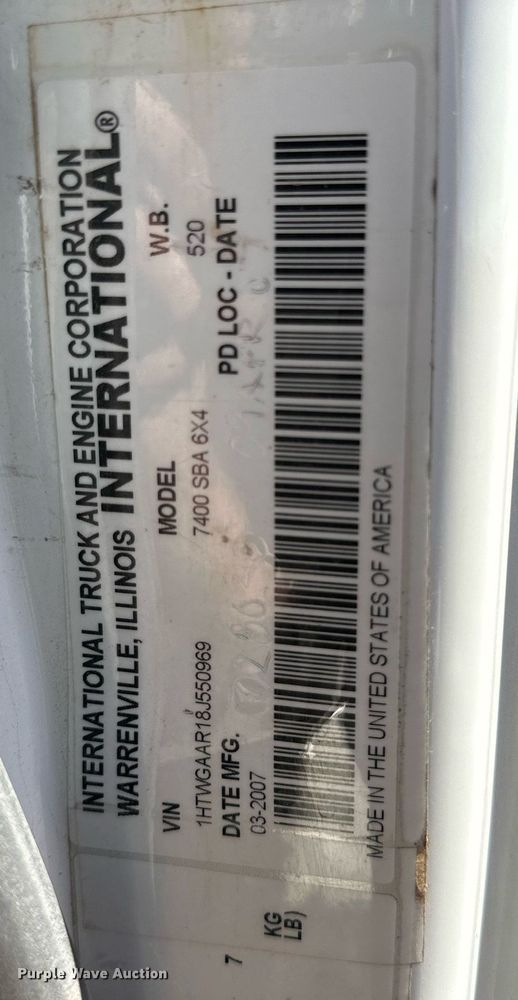 INTERNATIONAL TRUCK AND ENGINE CORPORATION
WARRENVILLE, ILLINOIS INTERNATIONAL®
VIN MODEL W.B.
1HTWGAAR18J550969 7400 SBA 6X4 520
DATE MFG. PD LOC - DATE
03-2007
MADE IN THE UNITED STATES OF AMERICA
7
KG
LB)
Purple Wave Auction